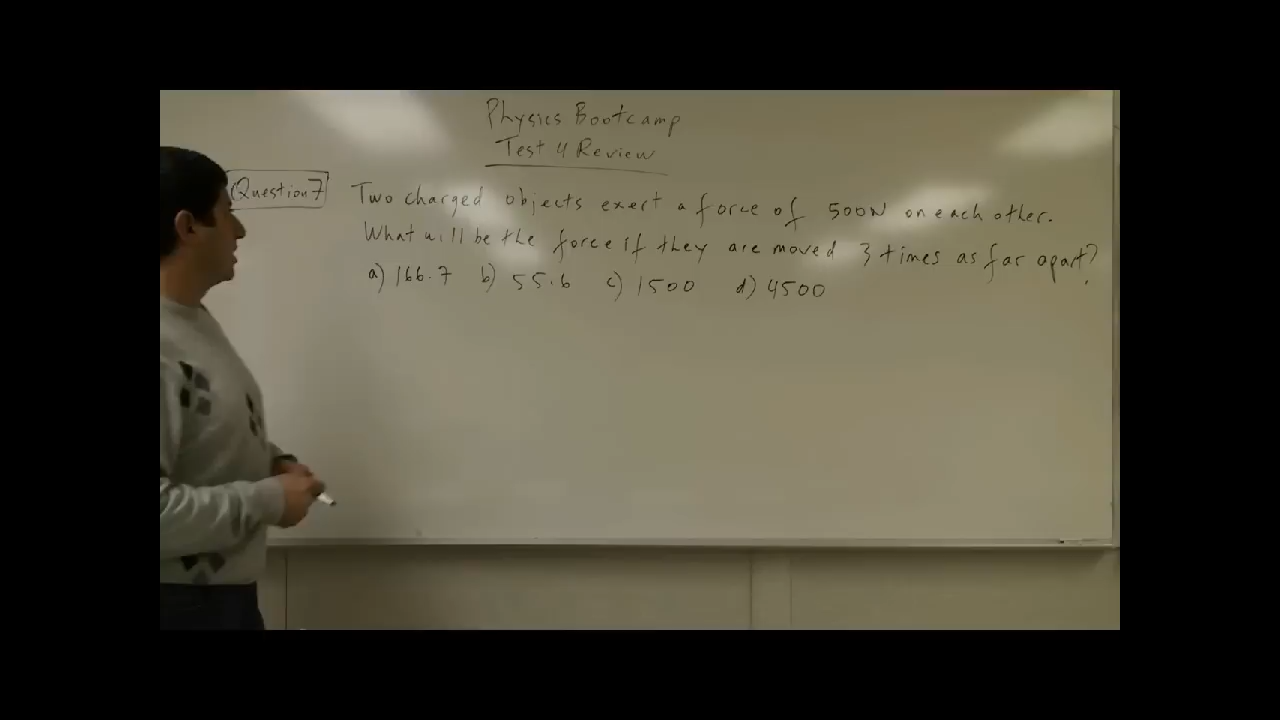 Physics Bootcamp
Test 4 Review
Question 7
Two charged objects exert a force of 500N on each other.
What will be the force if they are moved 3 times as far apart?
a) 166.7 b) 55.6 c) 1500 d) 4500